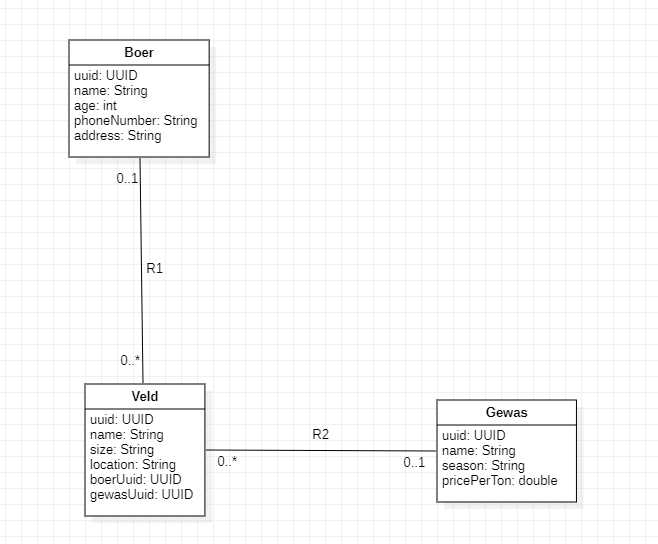 Boer
uuid: UUID
name: String
age: int
phoneNumber: String
address: String
0..1
R1
0..*
Veld
uuid: UUID
name: String
size: String
location: String
boerUuid: UUID
gewasUuid: UUID
0..*
R2
0..1
Gewas
uuid: UUID
name: String
season: String
pricePerTon: double